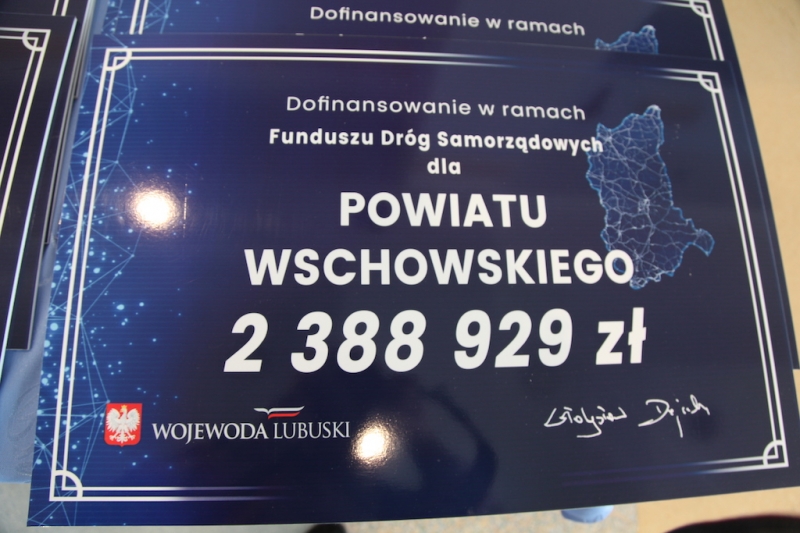 Dofinansowanie w ramach
Dofinansowanie w ramach
Funduszu Dróg Samorządowych
dla
POWIATU
WSCHOWSKIEGO
2 388 929 zł
WOJEWODA LUBUSKI